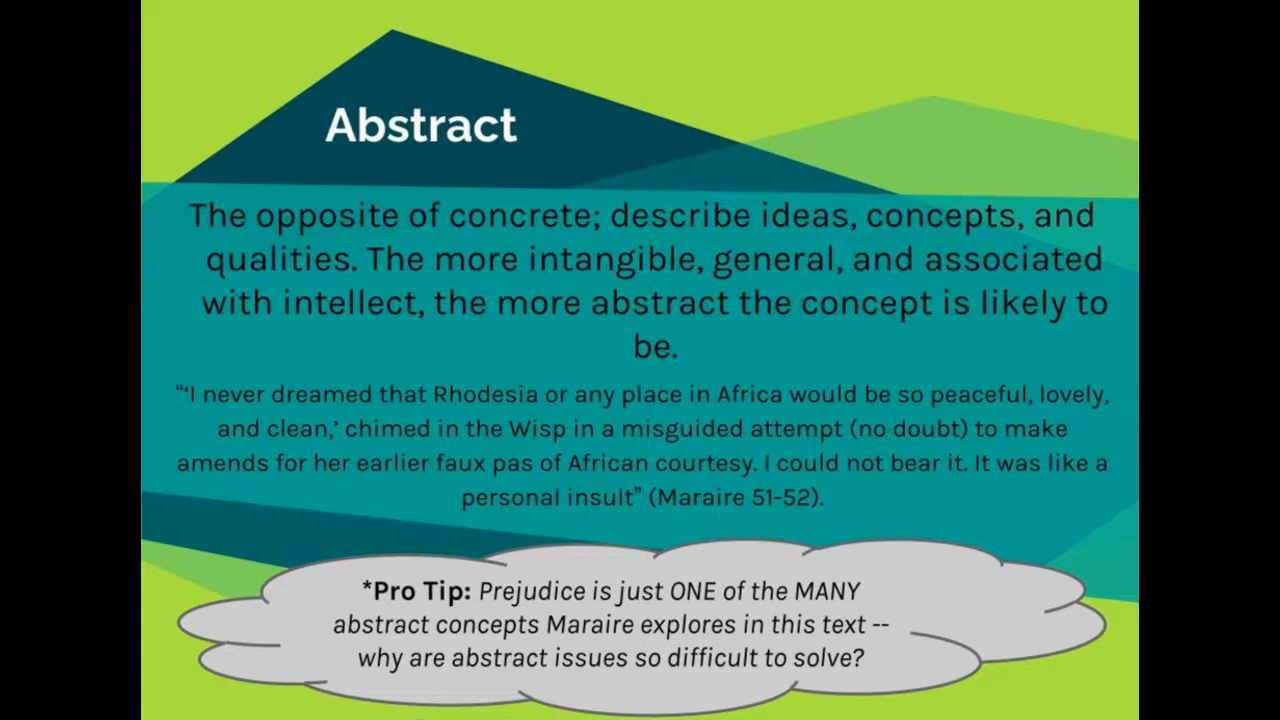 Abstract
The opposite of concrete; describe ideas, concepts, and
qualities. The more intangible, general, and associated
with intellect, the more abstract the concept is likely to
be.
"'I never dreamed that Rhodesia or any place in Africa would be so peaceful, lovely,
and clean,' chimed in the Wisp in a misguided attempt (no doubt) to make
amends for her earlier faux pas of African courtesy. I could not bear it. It was like a
personal insult" (Maraire 51-52).
*Pro Tip: Prejudice is just ONE of the MANY
abstract concepts Maraire explores in this text --
why are abstract issues so difficult to solve?